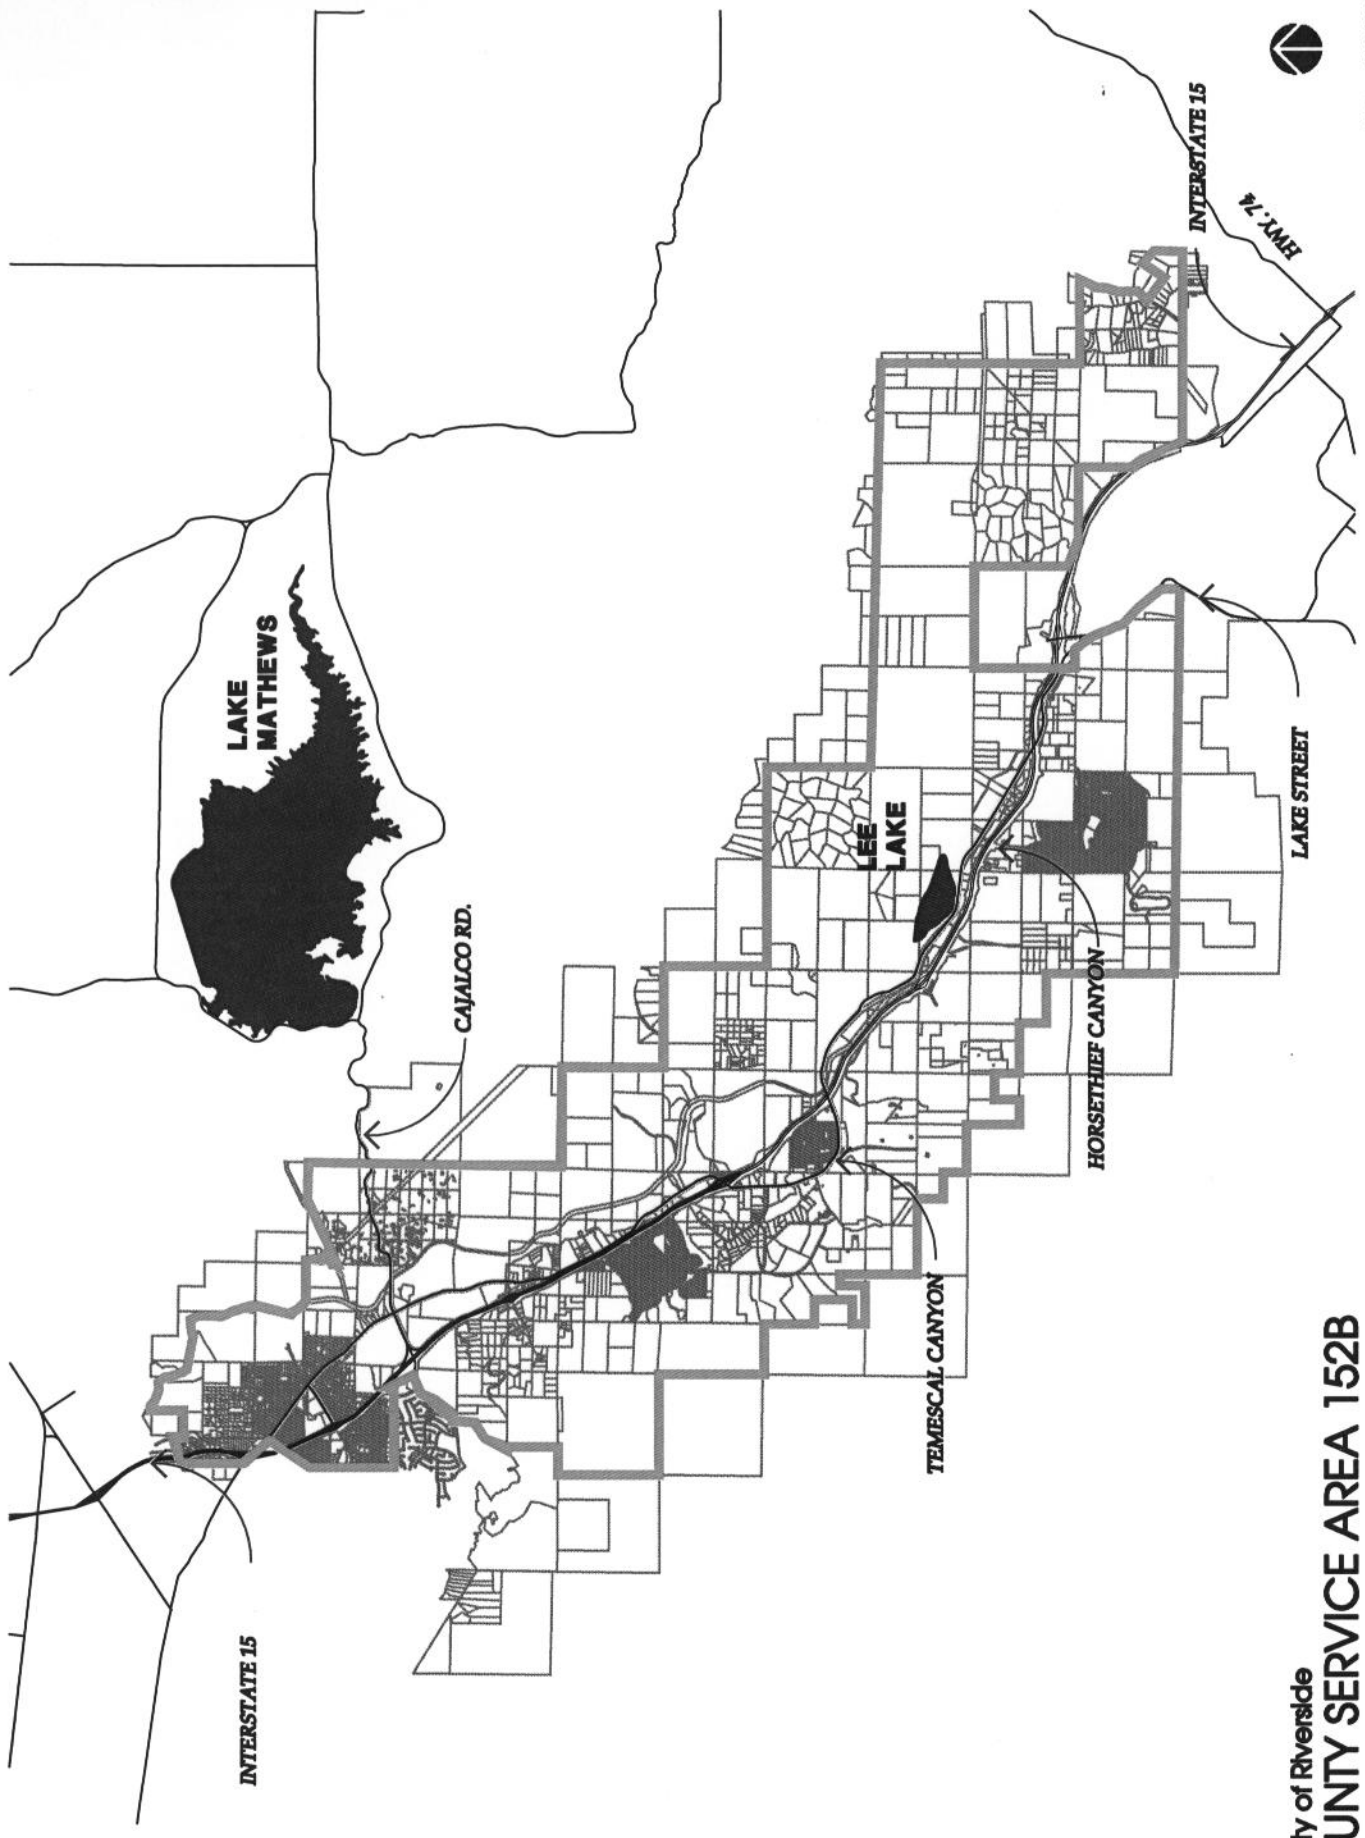 INTERSTATE 15
HWY. 74
LAKE
MATHEWS
CAJALCO RD.
LEE
LAKE
LAKE STREET
HORSETHIEF CANYON
TEMESCAL CANYON
INTERSTATE 15
ty of Riverside
UNTY SERVICE AREA 152B